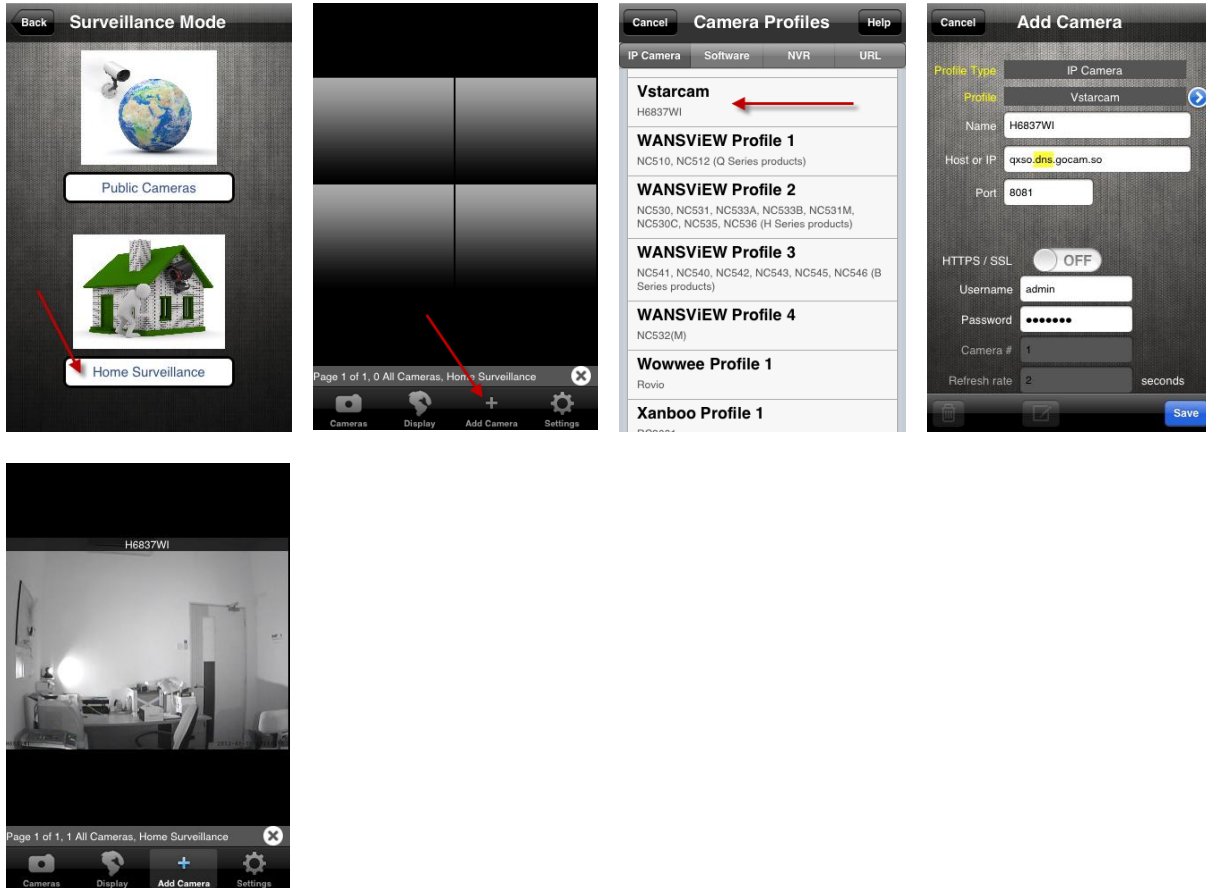 Back
Surveillance Mode
Public Cameras
Home Surveillance
Page 1 of 1, 0 All Cameras, Home Surveillance
Cameras
Display
Add Camera
Settings
Cancel
Camera Profiles
Help
IP Camera
Software
NVR
URL
Vstarcam
H6837WI
WANSViEW Profile 1
NC510, NC512 (Q Series products)
WANSViEW Profile 2
NC530, NC531, NC533A, NC533B, NC531M,
NC530C, NC535, NC536 (H Series products)
WANSViEW Profile 3
NC541, NC540, NC542, NC543, NC545, NC546 (B
Series products)
WANSViEW Profile 4
NC532(M)
Wowwee Profile 1
Rovio
Xanboo Profile 1
Cancel
Add Camera
Profile Type
IP Camera
Profile
Vstarcam
Name
H6837WI
Host or IP
qxso.dns.gocam.so
Port
8081
HTTPS / SSL
OFF
Username
admin
Password
●●●●●●●
Camera #
1
Refresh rate
2
seconds
Save
H6837WI
Page 1 of 1, 1 All Cameras, Home Surveillance
Cameras
Display
Add Camera
Settings